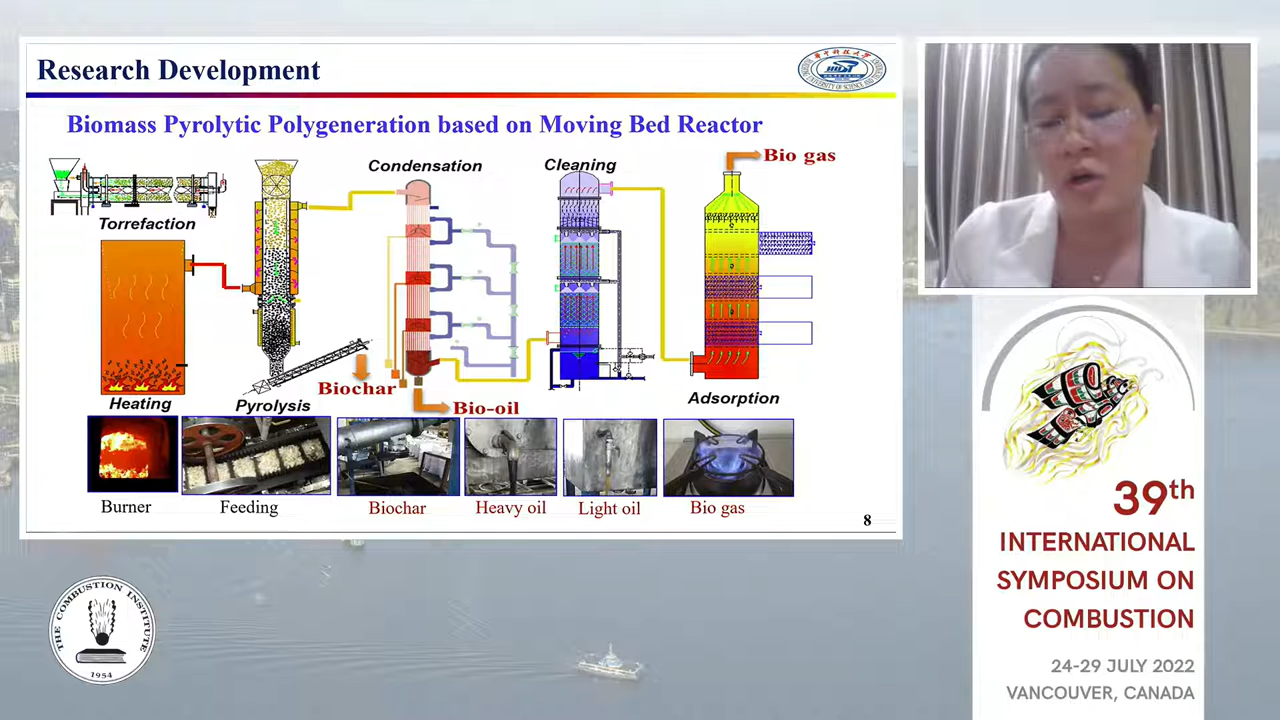 Research Development
Biomass Pyrolytic Polygeneration based on Moving Bed Reactor
Bio gas
Condensation
Cleaning
Torrefaction
Biochar
Bio-oil
Heating
Pyrolysis
Adsorption
Burner
Feeding
Biochar
Heavy oil
Light oil
Bio gas
8
THE COMBUSTION INSTITUTE
1954
39th
INTERNATIONAL
SYMPOSIUM ON
COMBUSTION
24-29 JULY 2022
VANCOUVER, CANADA